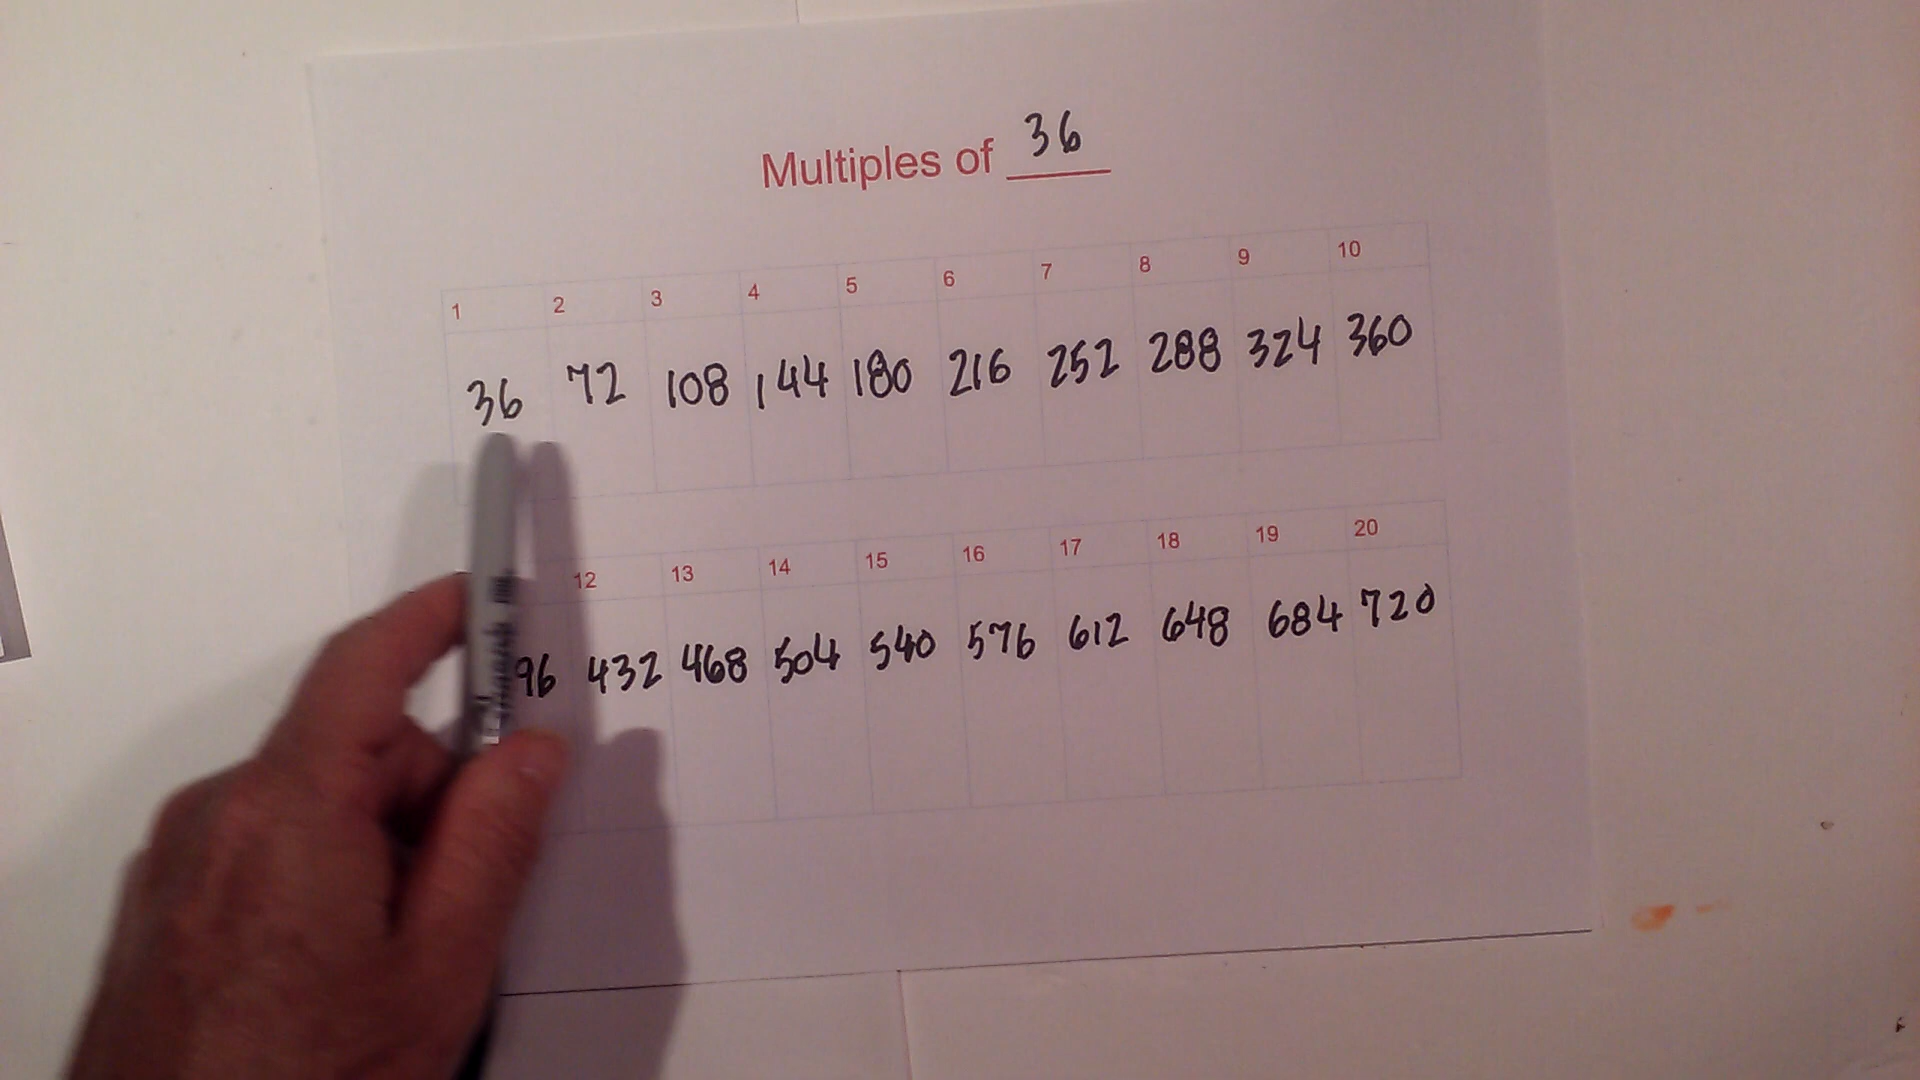 Multiples of 36
1 2 3 4 5 6 7 8 9 10
36 72 108 144 180 216 252 288 324 360
12 13 14 15 16 17 18 19 20
96 432 468 504 540 576 612 648 684 720